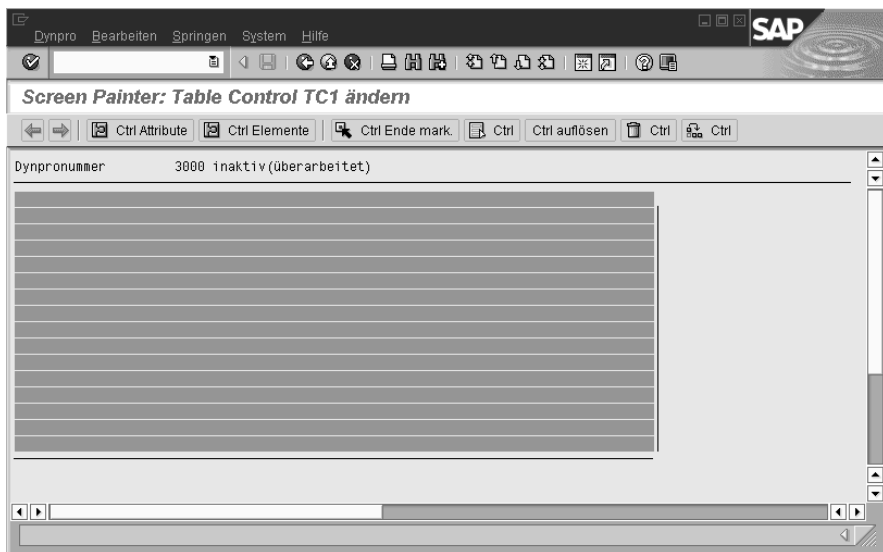 Dynpro Bearbeiten Springen System Hilfe
SAP
Screen Painter: Table Control TC1 ändern
Ctrl Attribute Ctrl Elemente Ctrl Ende mark. Ctrl Ctrl auflösen Ctrl Ctrl
Dynpronummer 3000 inaktiv(überarbeitet)